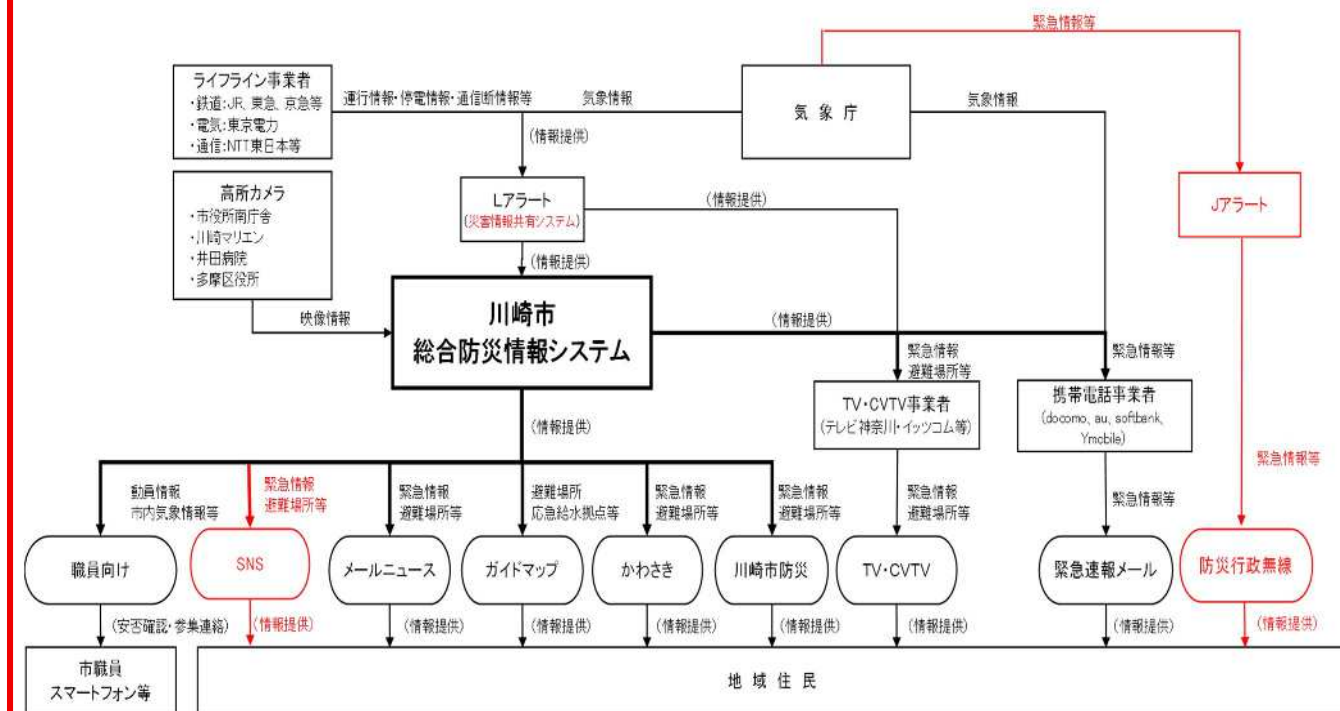 緊急情報等
ライフライン事業者
・鉄道:JR、東急、京急等
・電気:東京電力
・通信:NTT東日本等
運行情報・停電情報・通信断情報等
気象情報
気象庁
気象情報
(情報提供)
高所カメラ
・市役所南庁舎
・川崎マリエン
・井田病院
・多摩区役所
Lアラート
(災害情報共有システム)
(情報提供)
Jアラート
(情報提供)
映像情報
川崎市
総合防災情報システム
(情報提供)
緊急情報
避難場所等
緊急情報等
TV・CVTV事業者
(テレビ神奈川・イッツコム等)
携帯電話事業者
(docomo、au、softbank、
Ymobile)
(情報提供)
緊急情報等
動員情報
市内気象情報等
緊急情報
避難場所等
緊急情報
避難場所等
避難場所
応急給水拠点等
緊急情報
避難場所等
緊急情報
避難場所等
緊急情報
避難場所等
緊急情報等
職員向け
SNS
メールニュース
ガイドマップ
かわさき
川崎市防災
TV・CVTV
緊急速報メール
防災行政無線
(安否確認・参集連絡)
(情報提供)
(情報提供)
(情報提供)
(情報提供)
(情報提供)
(情報提供)
(情報提供)
(情報提供)
市職員
スマートフォン等
地域住民